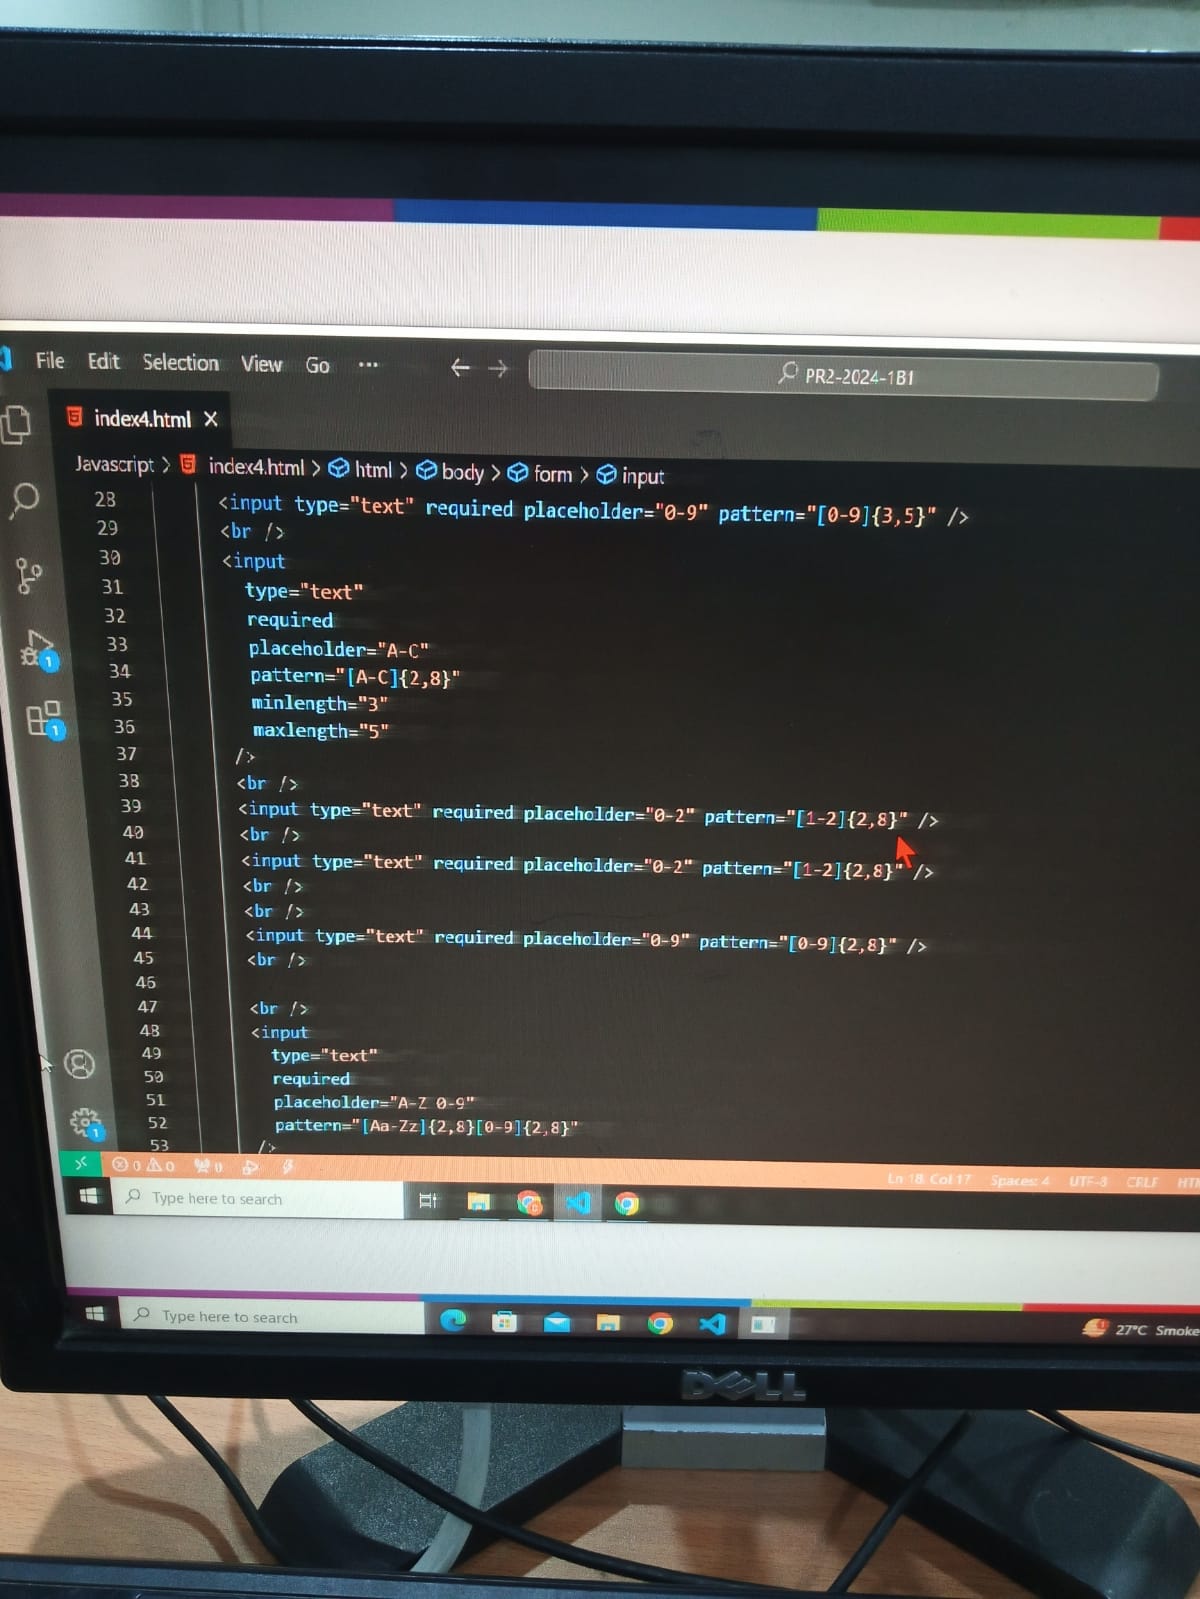 File Edit Selection View Go ··· PR2-2024-1B1
index4.html
Javascript > index4.html > html > body > form > input
28 <input type="text" required placeholder="0-9" pattern="[0-9]{3,5}" />
29 <br />
30 <input
31 type="text"
32 required
33 placeholder="A-C"
34 pattern="[A-C]{2,8}"
35 minlength="3"
36 maxlength="5"
37 />
38 <br />
39 <input type="text" required placeholder="0-2" pattern="[1-2]{2,8}" />
40 <br />
41 <input type="text" required placeholder="0-2" pattern="[1-2]{2,8}" />
42 <br />
43 <br />
44 <input type="text" required placeholder="0-9" pattern="[0-9]{2,8}" />
45 <br />
46
47 <br />
48 <input
49 type="text"
50 required
51 placeholder="A-Z 0-9"
52 pattern="[Aa-Zz]{2,8}[0-9]{2,8}"
53 />
1
1
1
0 0 0 Ln 18, Col 17 Spaces: 4 UTF-8 CRLF
Type here to search
Type here to search 27°C Smoke
DELL